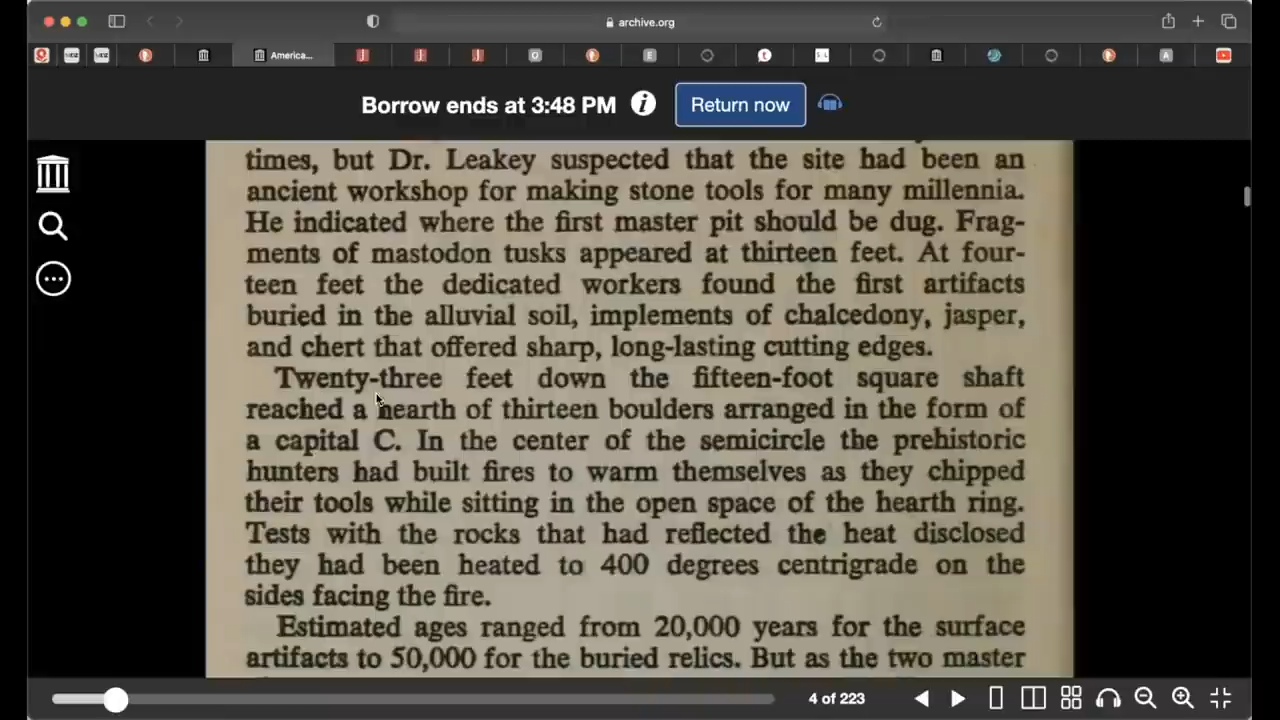 archive.org
America...
Borrow ends at 3:48 PM
Return now
times, but Dr. Leakey suspected that the site had been an
ancient workshop for making stone tools for many millennia.
He indicated where the first master pit should be dug. Frag-
ments of mastodon tusks appeared at thirteen feet. At four-
teen feet the dedicated workers found the first artifacts
buried in the alluvial soil, implements of chalcedony, jasper,
and chert that offered sharp, long-lasting cutting edges.
Twenty-three feet down the fifteen-foot square shaft
reached a hearth of thirteen boulders arranged in the form of
a capital C. In the center of the semicircle the prehistoric
hunters had built fires to warm themselves as they chipped
their tools while sitting in the open space of the hearth ring.
Tests with the rocks that had reflected the heat disclosed
they had been heated to 400 degrees centrigrade on the
sides facing the fire.
Estimated ages ranged from 20,000 years for the surface
artifacts to 50,000 for the buried relics. But as the two master
4 of 223